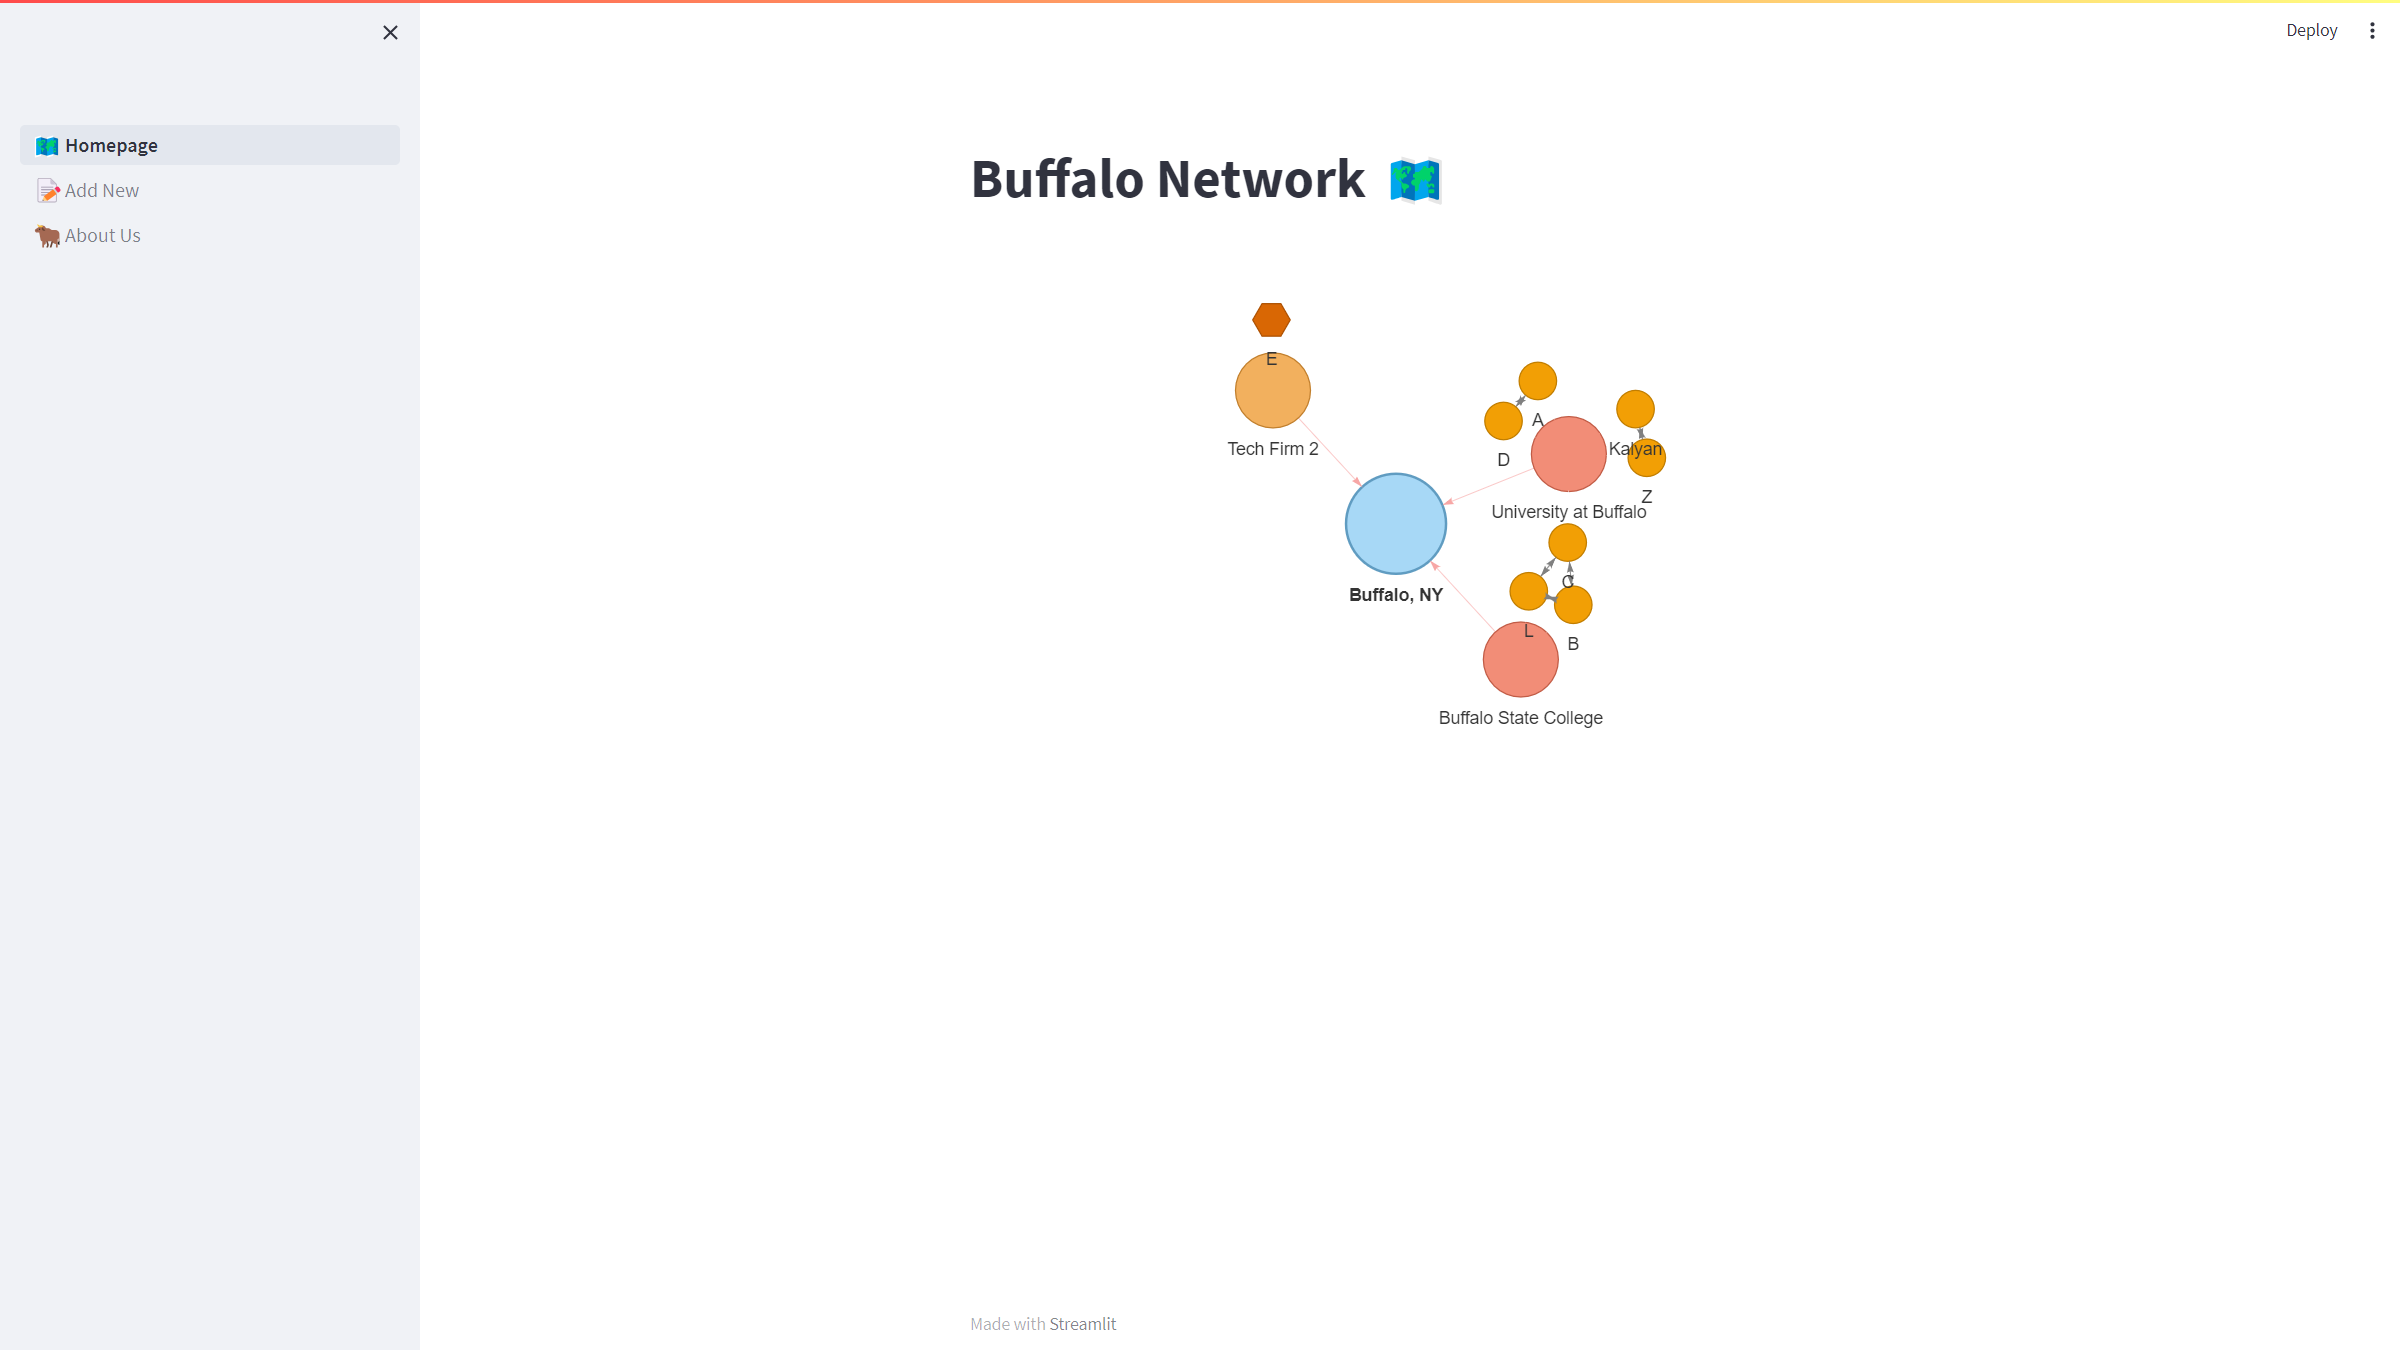 Deploy
Homepage
Add New
About Us
Buffalo Network
E
Tech Firm 2
A
D
Kalyan
Z
University at Buffalo
C
Buffalo, NY
L
B
Buffalo State College
Made with Streamlit